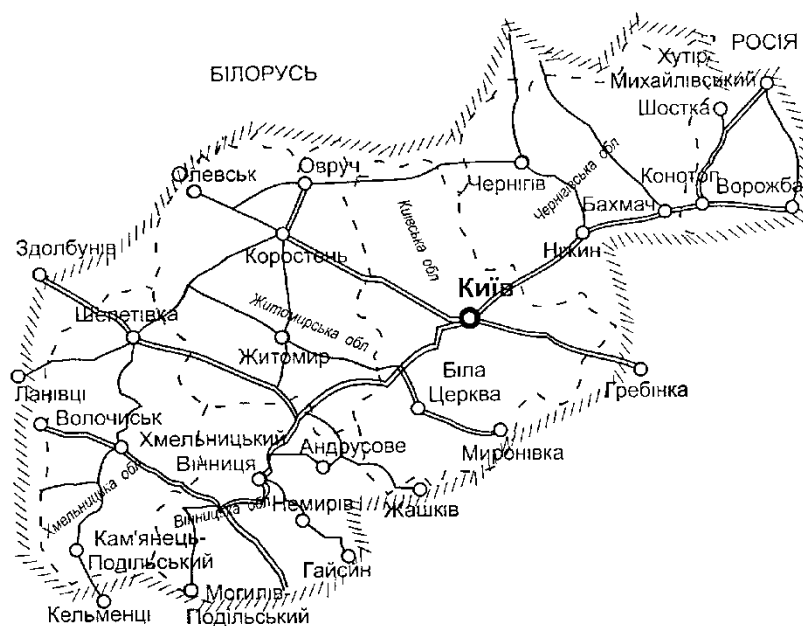 РОСІЯ
БІЛОРУСЬ
Хутір
Михайлівський
Шостка
Олевськ
Овруч
Чернігів
Чернігівська обл
Конотоп
Ворожба
Бахмач
Київська обл
Здолбунів
Коростень
Ніжин
Київ
Шепетівка
Житомирська обл
Житомир
Біла
Церква
Гребінка
Ланівці
Волочиськ
Хмельницький
Андрусове
Миронівка
Вінниця
Хмельницька обл
Вінницька обл
Немирів
Жашків
Кам'янець-
Подільський
Гайсин
Могилів-
Подільський
Кельменці